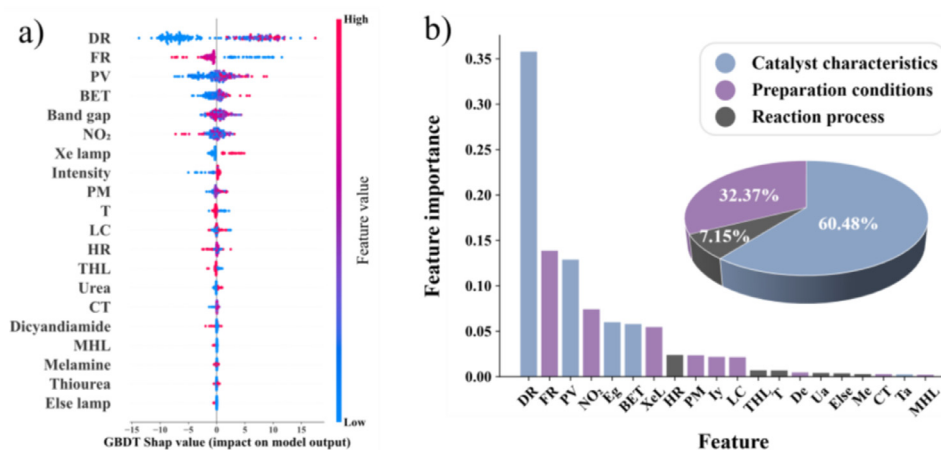 a)
High
DR
FR
PV
BET
Band gap
NO₂
Xe lamp
Intensity
PM
T
LC
HR
THL
Urea
CT
Dicyandiamide
MHL
Melamine
Thiourea
Else lamp
Feature value
Low
-15 -10 -5 0 5 10 15
GBDT Shap value (impact on model output)
b)
Catalyst characteristics
Preparation conditions
Reaction process
32.37%
7.15%
60.48%
Feature importance
0.35
0.30
0.25
0.20
0.15
0.10
0.05
0.00
DR FR PV NO₂ Eg BET XeL HR PM Iy LC THL T De Ua Else Me CT Ta MHL
Feature